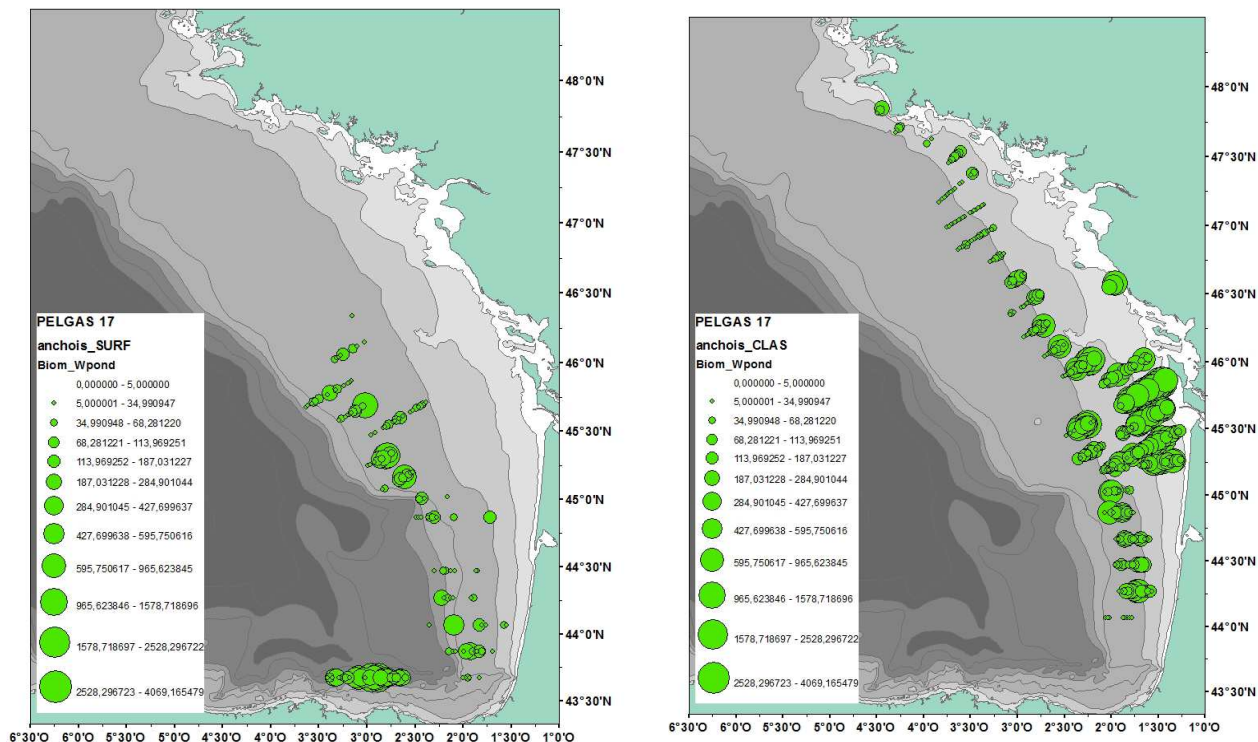 48°0'N
47°30'N
47°0'N
46°30'N
46°0'N
45°30'N
45°0'N
44°30'N
44°0'N
43°30'N
PELGAS 17
anchois_SURF
Biom_Wpond
0,000000 - 5,000000
5,000001 - 34,990947
34,990948 - 68,281220
68,281221 - 113,969251
113,969252 - 187,031227
187,031228 - 284,901044
284,901045 - 427,699637
427,699638 - 595,750616
595,750617 - 965,623845
965,623846 - 1578,718696
1578,718697 - 2528,296722
2528,296723 - 4069,165479
6°30'O 6°0'O 5°30'O 5°0'O 4°30'O 4°0'O 3°30'O 3°0'O 2°30'O 2°0'O 1°30'O 1°0'O
48°0'N
47°30'N
47°0'N
46°30'N
46°0'N
45°30'N
45°0'N
44°30'N
44°0'N
43°30'N
PELGAS 17
anchois_CLAS
Biom_Wpond
0,000000 - 5,000000
5,000001 - 34,990947
34,990948 - 68,281220
68,281221 - 113,969251
113,969252 - 187,031227
187,031228 - 284,901044
284,901045 - 427,699637
427,699638 - 595,750616
595,750617 - 965,623845
965,623846 - 1578,718696
1578,718697 - 2528,296722
2528,296723 - 4069,165479
6°30'O 6°0'O 5°30'O 5°0'O 4°30'O 4°0'O 3°30'O 3°0'O 2°30'O 2°0'O 1°30'O 1°0'O